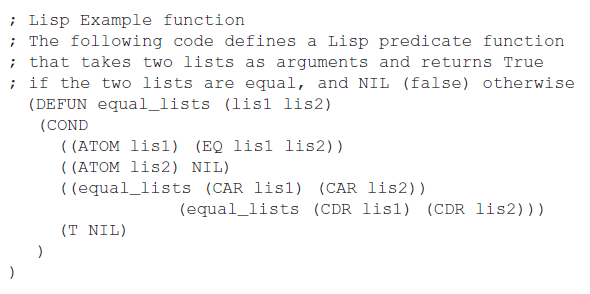 ; Lisp Example function
; The following code defines a Lisp predicate function
; that takes two lists as arguments and returns True
; if the two lists are equal, and NIL (false) otherwise
(DEFUN equal_lists (lis1 lis2)
(COND
((ATOM lis1) (EQ lis1 lis2))
((ATOM lis2) NIL)
((equal_lists (CAR lis1) (CAR lis2))
(equal_lists (CDR lis1) (CDR lis2)))
(T NIL)
)
)